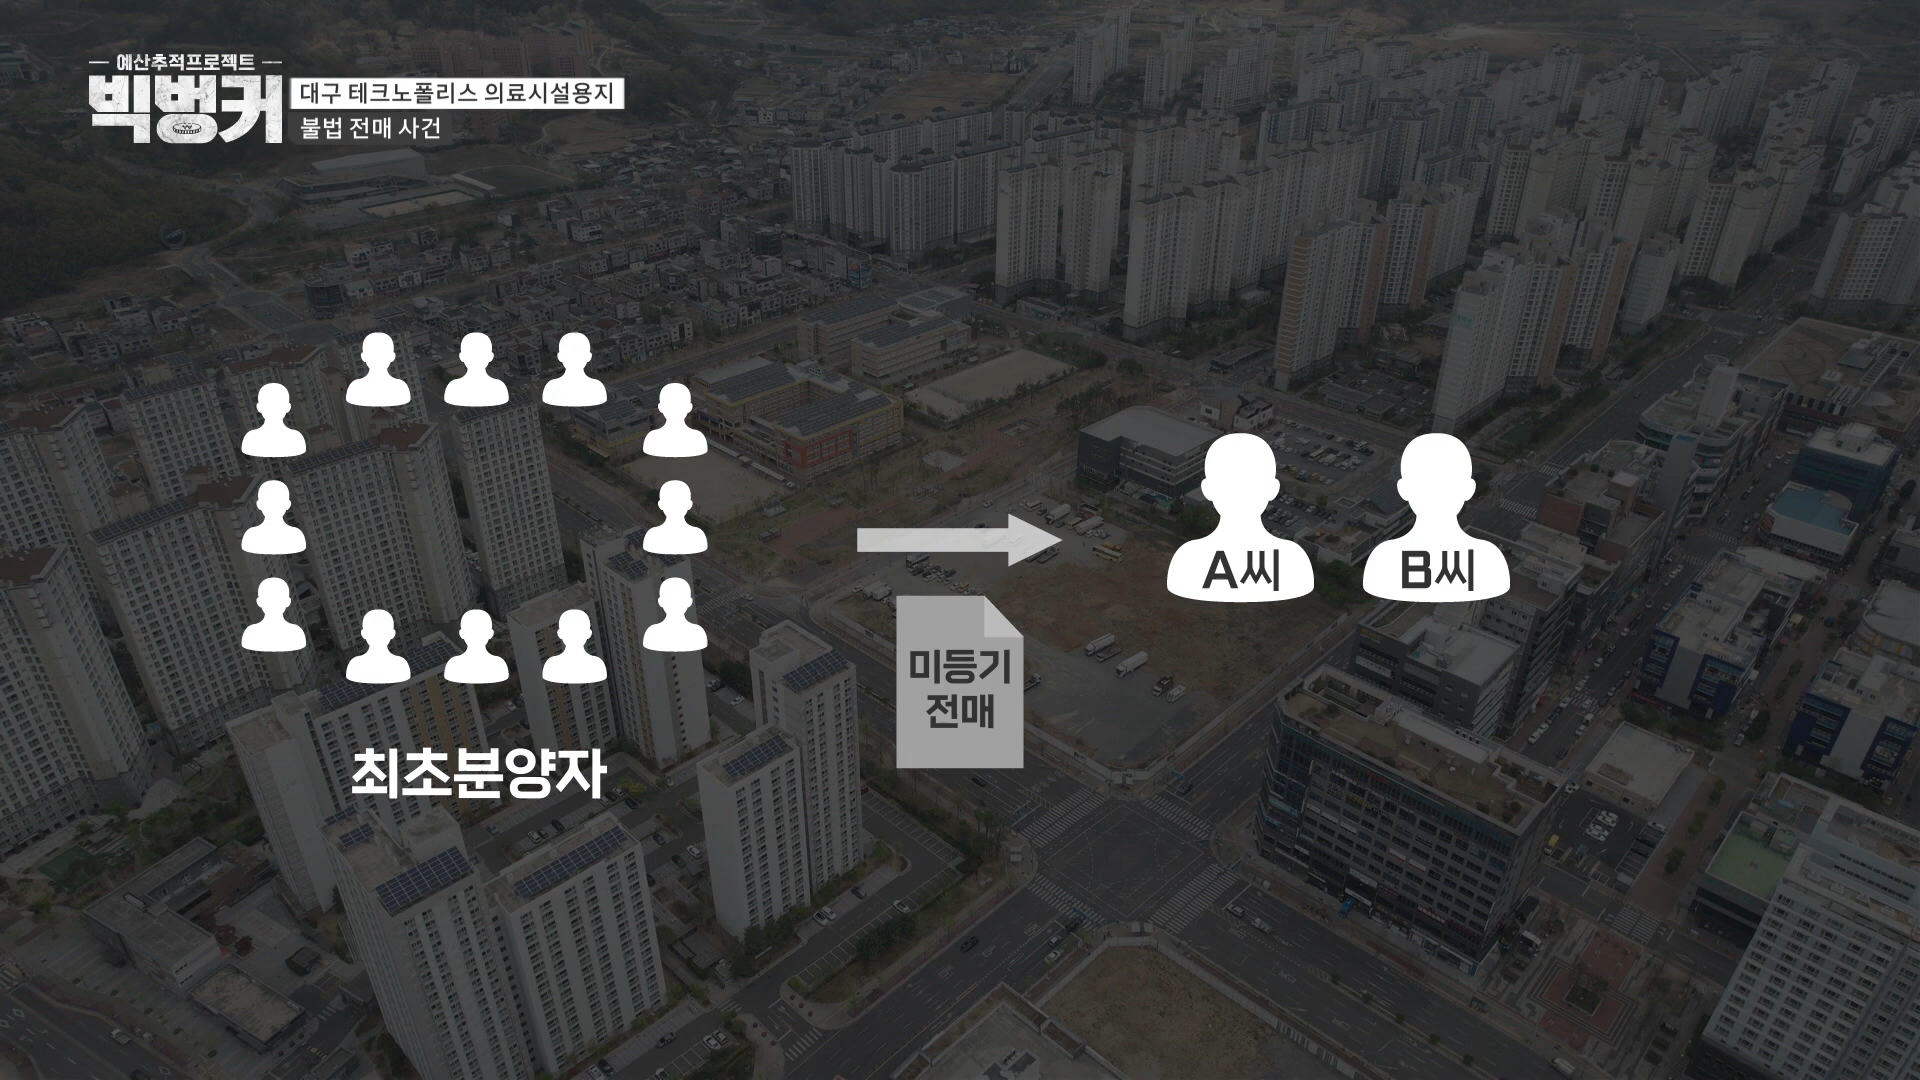 예산추적프로젝트
빅벙커
대구 테크노폴리스 의료시설용지
불법 전매 사건
A씨
B씨
미등기
전매
최초분양자